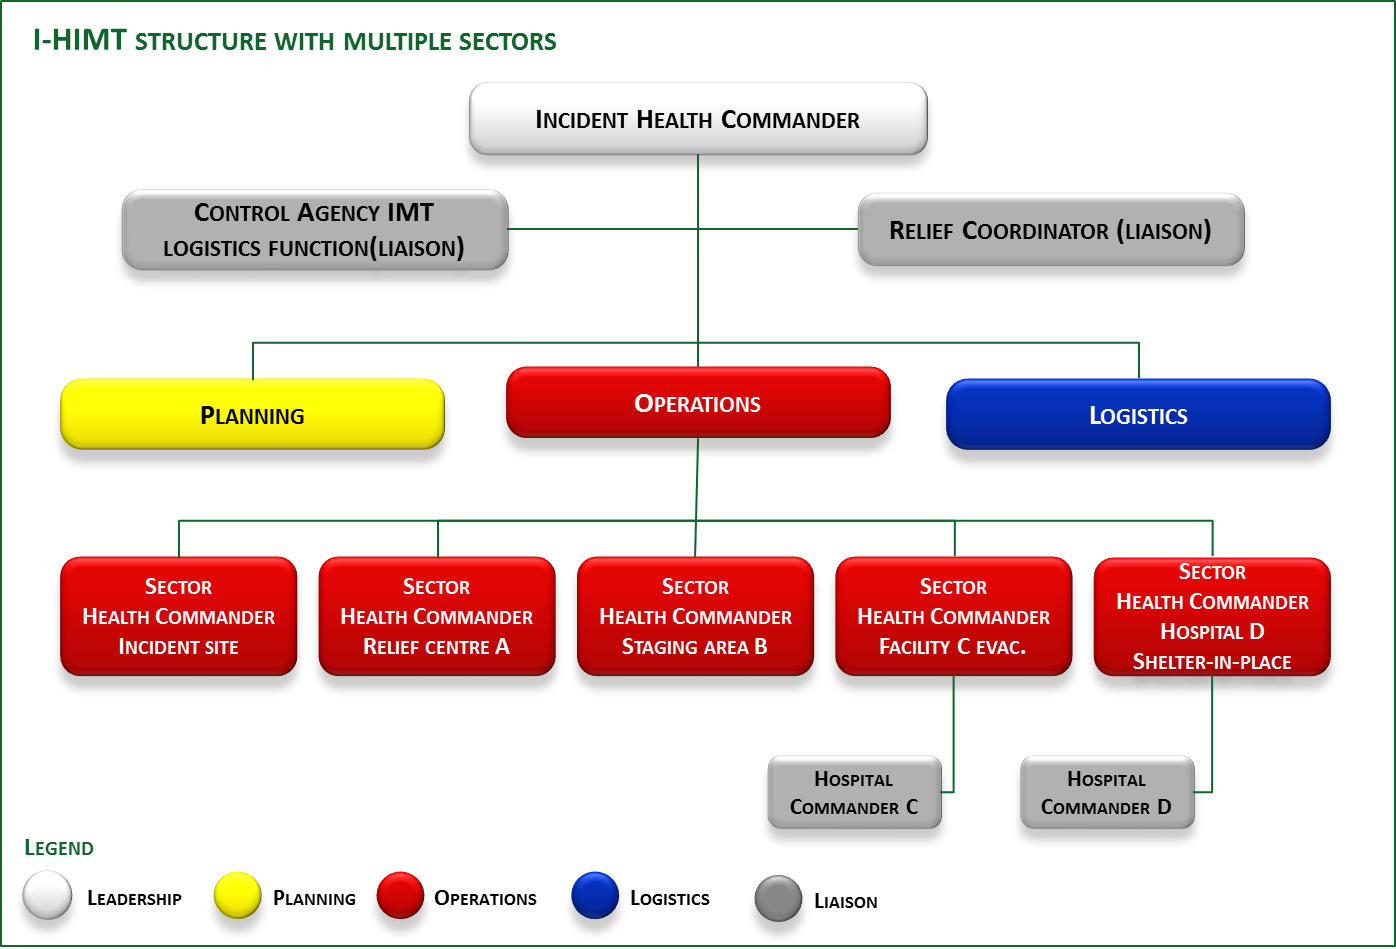 I-HIMT STRUCTURE WITH MULTIPLE SECTORS
INCIDENT HEALTH COMMANDER
CONTROL AGENCY IMT
LOGISTICS FUNCTION(LIAISON)
RELIEF COORDINATOR (LIAISON)
PLANNING
OPERATIONS
LOGISTICS
SECTOR
HEALTH COMMANDER
INCIDENT SITE
SECTOR
HEALTH COMMANDER
RELIEF CENTRE A
SECTOR
HEALTH COMMANDER
STAGING AREA B
SECTOR
HEALTH COMMANDER
FACILITY C EVAC.
SECTOR
HEALTH COMMANDER
HOSPITAL D
SHELTER-IN-PLACE
HOSPITAL
COMMANDER C
HOSPITAL
COMMANDER D
LEGEND
LEADERSHIP
PLANNING
OPERATIONS
LOGISTICS
LIAISON